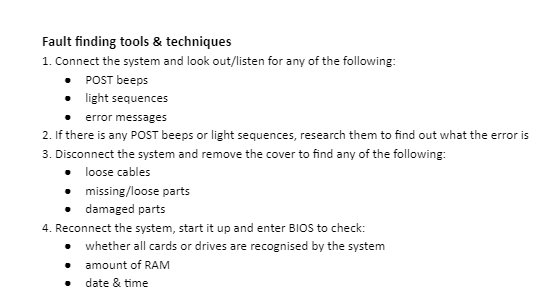 Fault finding tools & techniques
1. Connect the system and look out/listen for any of the following:
• POST beeps
• light sequences
• error messages
2. If there is any POST beeps or light sequences, research them to find out what the error is
3. Disconnect the system and remove the cover to find any of the following:
• loose cables
• missing/loose parts
• damaged parts
4. Reconnect the system, start it up and enter BIOS to check:
• whether all cards or drives are recognised by the system
• amount of RAM
• date & time